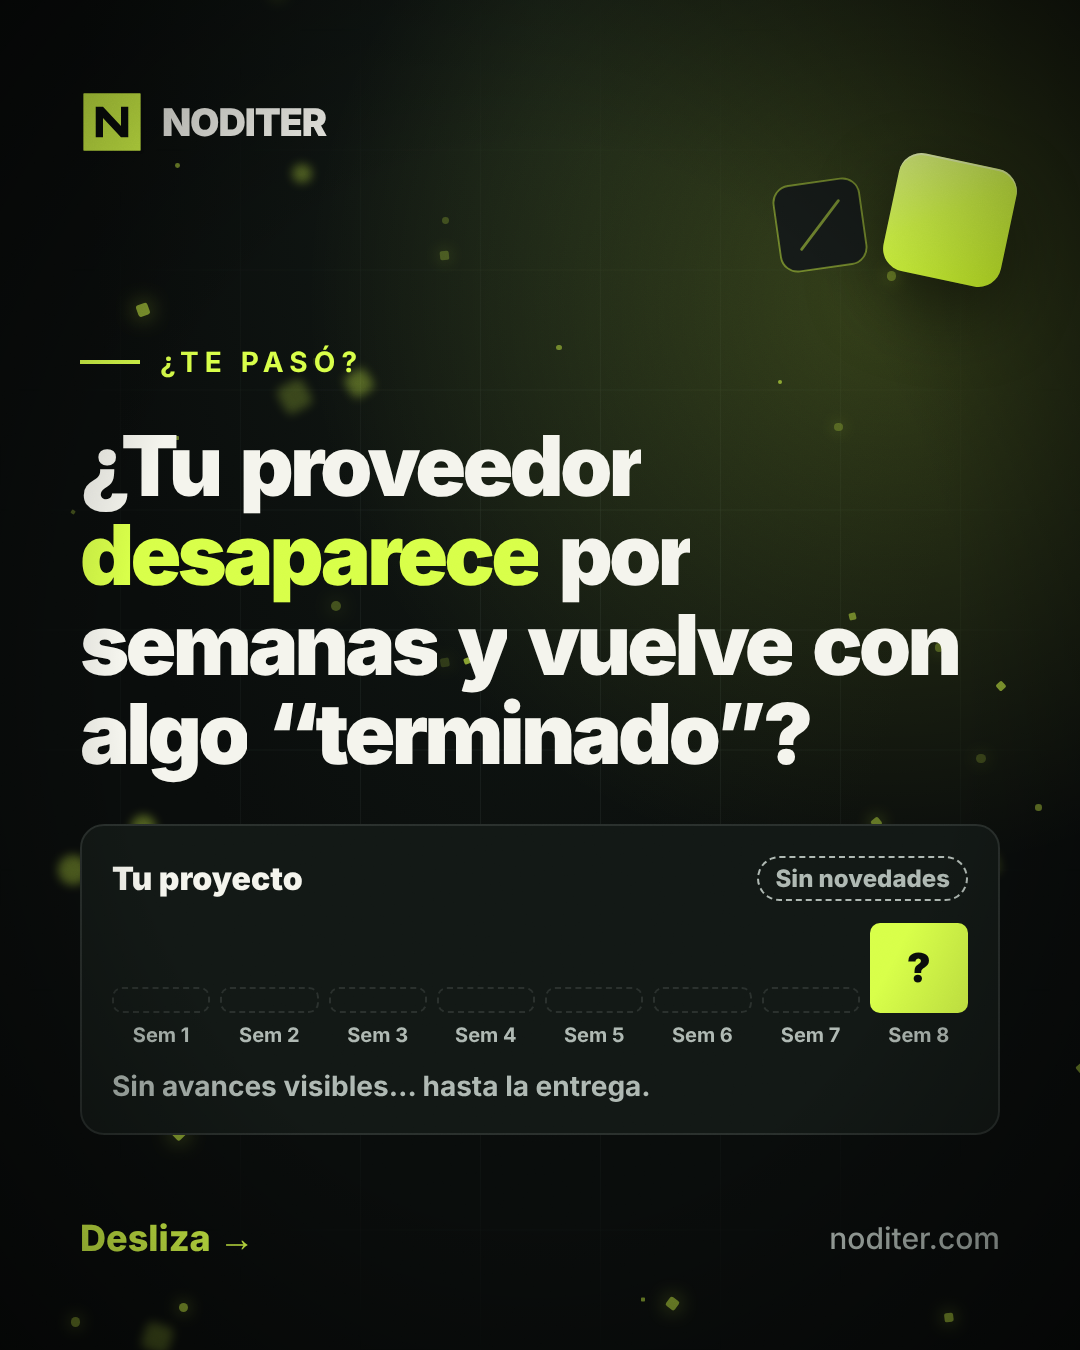 N NODITER
¿TE PASÓ?
¿Tu proveedor
desaparece por
semanas y vuelve con
algo “terminado”?
Tu proyecto
Sin novedades
?
Sem 1 Sem 2 Sem 3 Sem 4 Sem 5 Sem 6 Sem 7 Sem 8
Sin avances visibles... hasta la entrega.
Desliza →
noditer.com